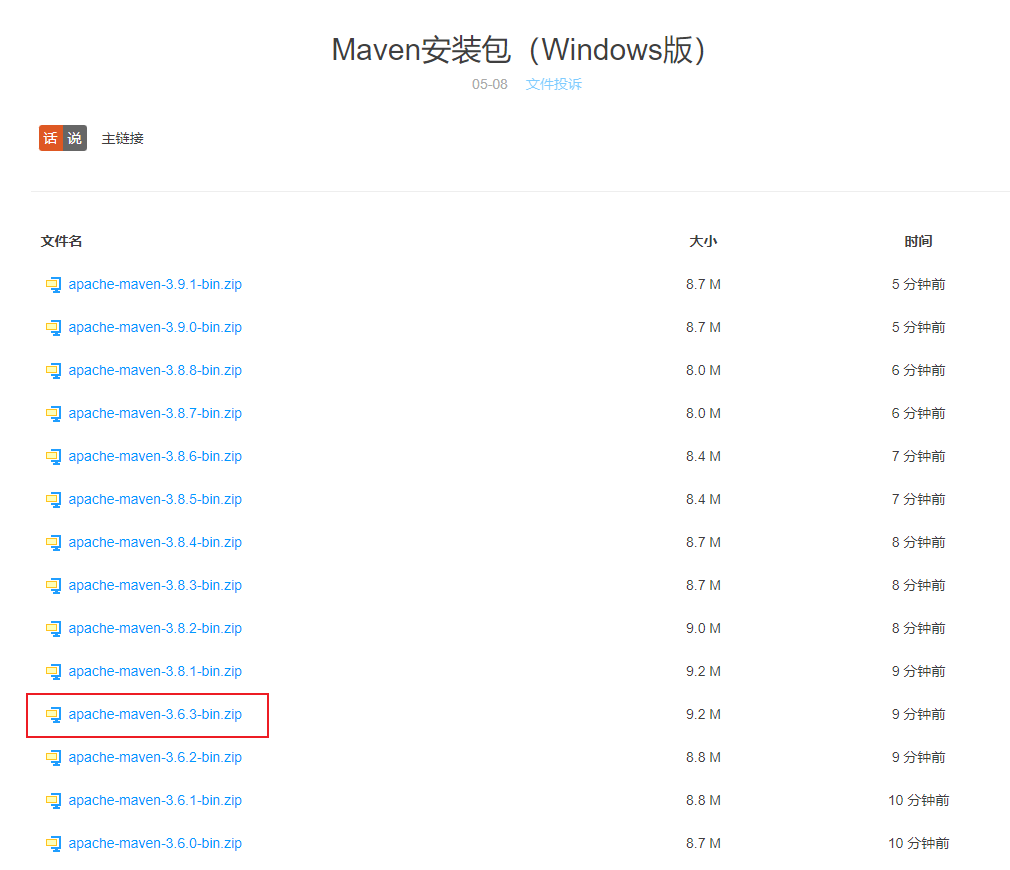 Maven安装包（Windows版）
05-08 文件投诉
话说 主链接
文件名 大小 时间
apache-maven-3.9.1-bin.zip 8.7 M 5 分钟前
apache-maven-3.9.0-bin.zip 8.7 M 5 分钟前
apache-maven-3.8.8-bin.zip 8.0 M 6 分钟前
apache-maven-3.8.7-bin.zip 8.0 M 6 分钟前
apache-maven-3.8.6-bin.zip 8.4 M 7 分钟前
apache-maven-3.8.5-bin.zip 8.4 M 7 分钟前
apache-maven-3.8.4-bin.zip 8.7 M 8 分钟前
apache-maven-3.8.3-bin.zip 8.7 M 8 分钟前
apache-maven-3.8.2-bin.zip 9.0 M 8 分钟前
apache-maven-3.8.1-bin.zip 9.2 M 9 分钟前
apache-maven-3.6.3-bin.zip 9.2 M 9 分钟前
apache-maven-3.6.2-bin.zip 8.8 M 9 分钟前
apache-maven-3.6.1-bin.zip 8.8 M 10 分钟前
apache-maven-3.6.0-bin.zip 8.7 M 10 分钟前